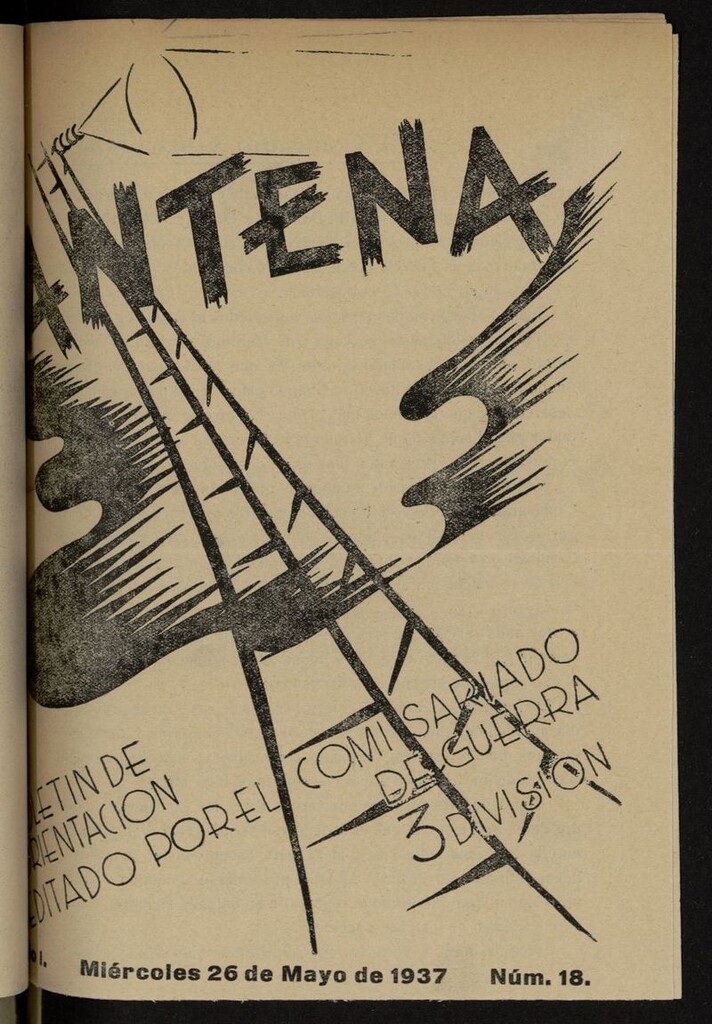 ANTENA
LETIN DE
RIENTACION
EDITADO POR EL COMISARIADO
DE GUERRA
3 DIVISION
o I. Miércoles 26 de Mayo de 1937 Núm. 18.